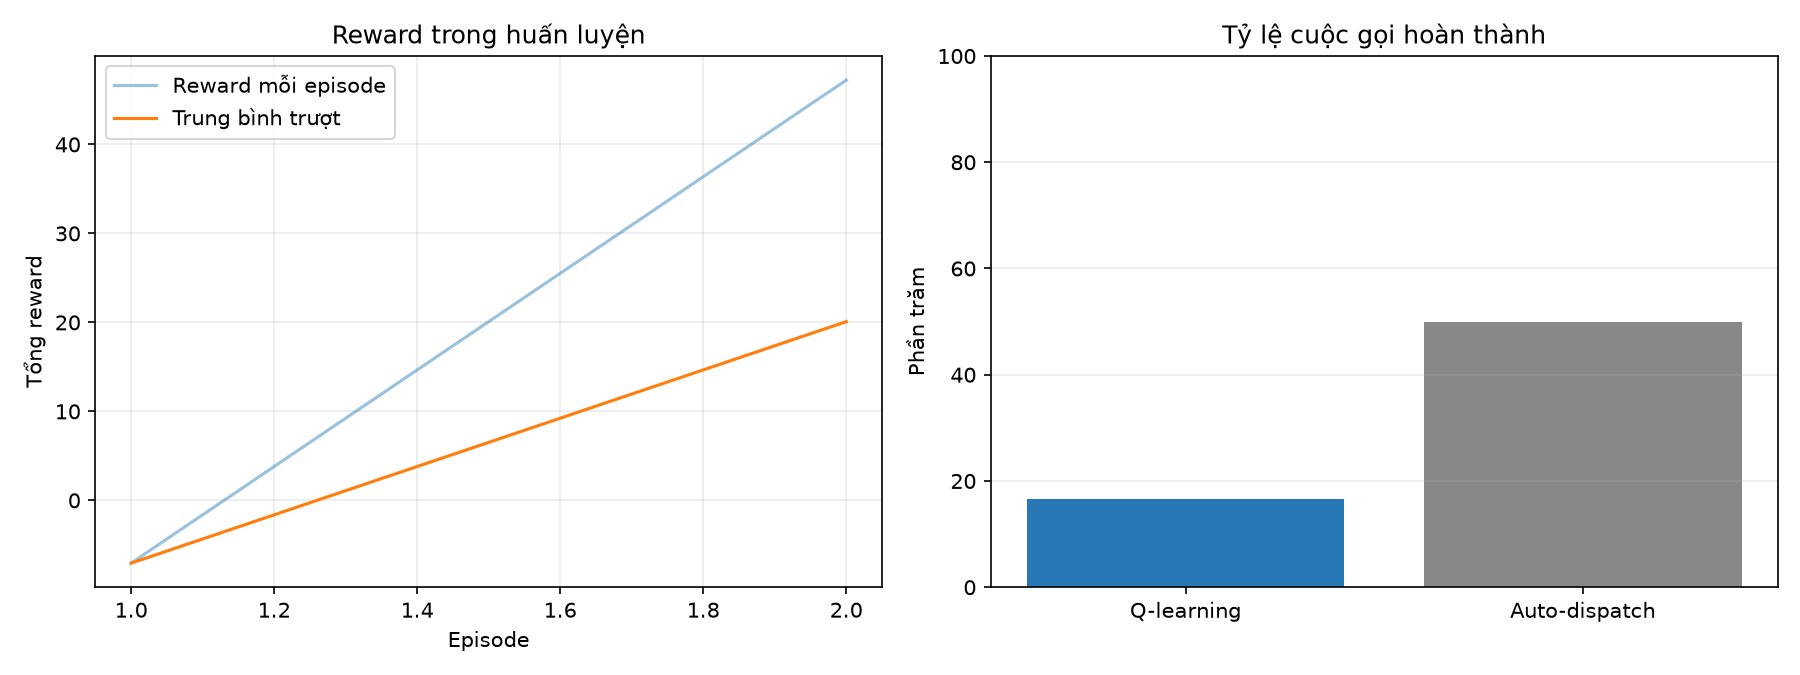 Reward trong huấn luyện
Reward mỗi episode
Trung bình trượt
Tổng reward
40
30
20
10
0
1.0 1.2 1.4 1.6 1.8 2.0
Episode
Tỷ lệ cuộc gọi hoàn thành
Phần trăm
100
80
60
40
20
0
Q-learning Auto-dispatch